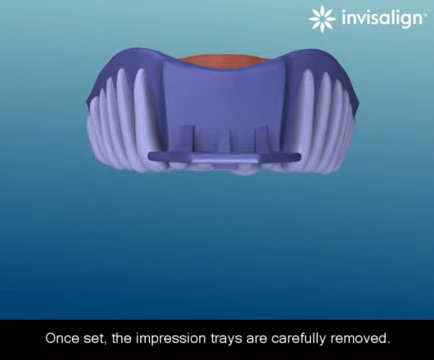 invisalign®
Once set, the impression trays are carefully removed.